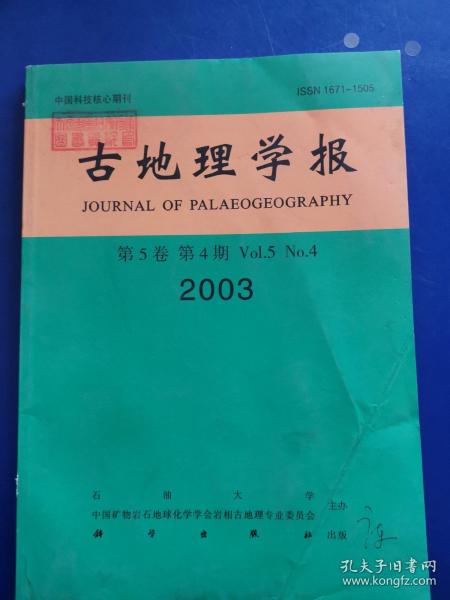 中国科技核心期刊
ISSN 1671-1505
古地理学报
JOURNAL OF PALAEOGEOGRAPHY
第5卷 第4期 Vol.5 No.4
2003
石油大学
中国矿物岩石地球化学学会岩相古地理专业委员会 主办
科学出版社 出版
孔夫子旧书网
www.kongfz.com